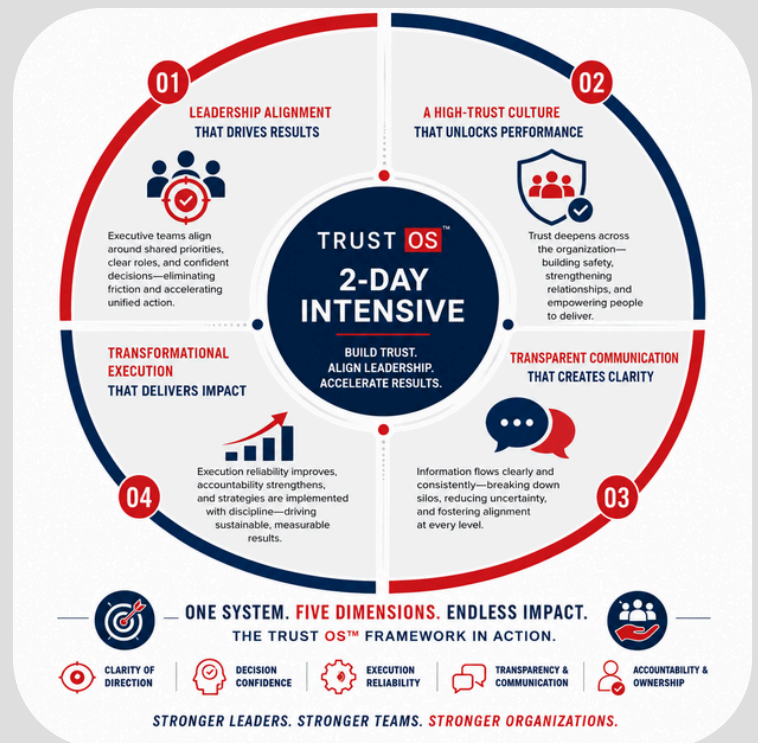 01
LEADERSHIP ALIGNMENT
THAT DRIVES RESULTS
Executive teams align
around shared priorities,
clear roles, and confident
decisions—eliminating
friction and accelerating
unified action.
02
A HIGH-TRUST CULTURE
THAT UNLOCKS PERFORMANCE
Trust deepens across
the organization—
building safety,
strengthening
relationships, and
empowering people
to deliver.
TRUST OS™
2-DAY
INTENSIVE
BUILD TRUST.
ALIGN LEADERSHIP.
ACCELERATE RESULTS.
TRANSPARENT COMMUNICATION
THAT CREATES CLARITY
Information flows clearly and
consistently—breaking down
silos, reducing uncertainty,
and fostering alignment
at every level.
03
TRANSFORMATIONAL
EXECUTION
THAT DELIVERS IMPACT
Execution reliability improves,
accountability strengthens,
and strategies are implemented
with discipline—driving
sustainable, measurable
results.
04
ONE SYSTEM. FIVE DIMENSIONS. ENDLESS IMPACT.
THE TRUST OS™ FRAMEWORK IN ACTION.
CLARITY OF
DIRECTION
DECISION
CONFIDENCE
EXECUTION
RELIABILITY
TRANSPARENCY &
COMMUNICATION
ACCOUNTABILITY &
OWNERSHIP
STRONGER LEADERS. STRONGER TEAMS. STRONGER ORGANIZATIONS.